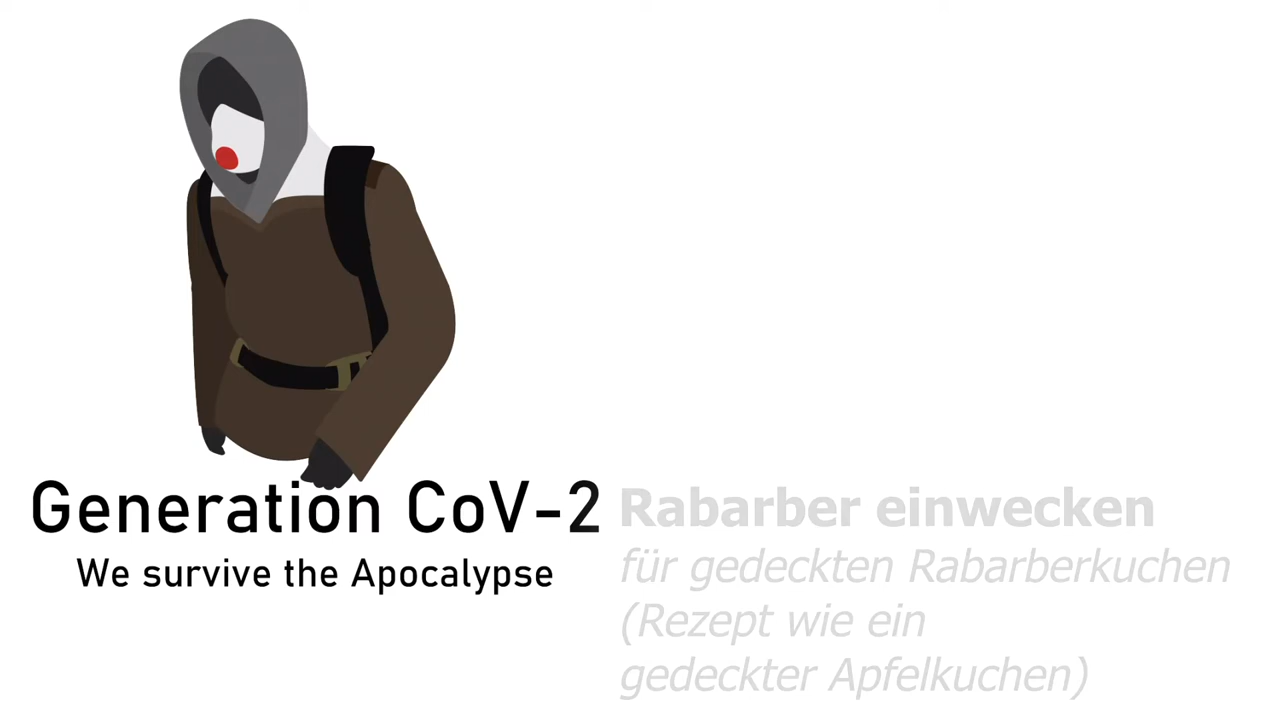 Generation CoV-2
We survive the Apocalypse
Rabarber einwecken
für gedeckten Rabarberkuchen
(Rezept wie ein
gedeckter Apfelkuchen)